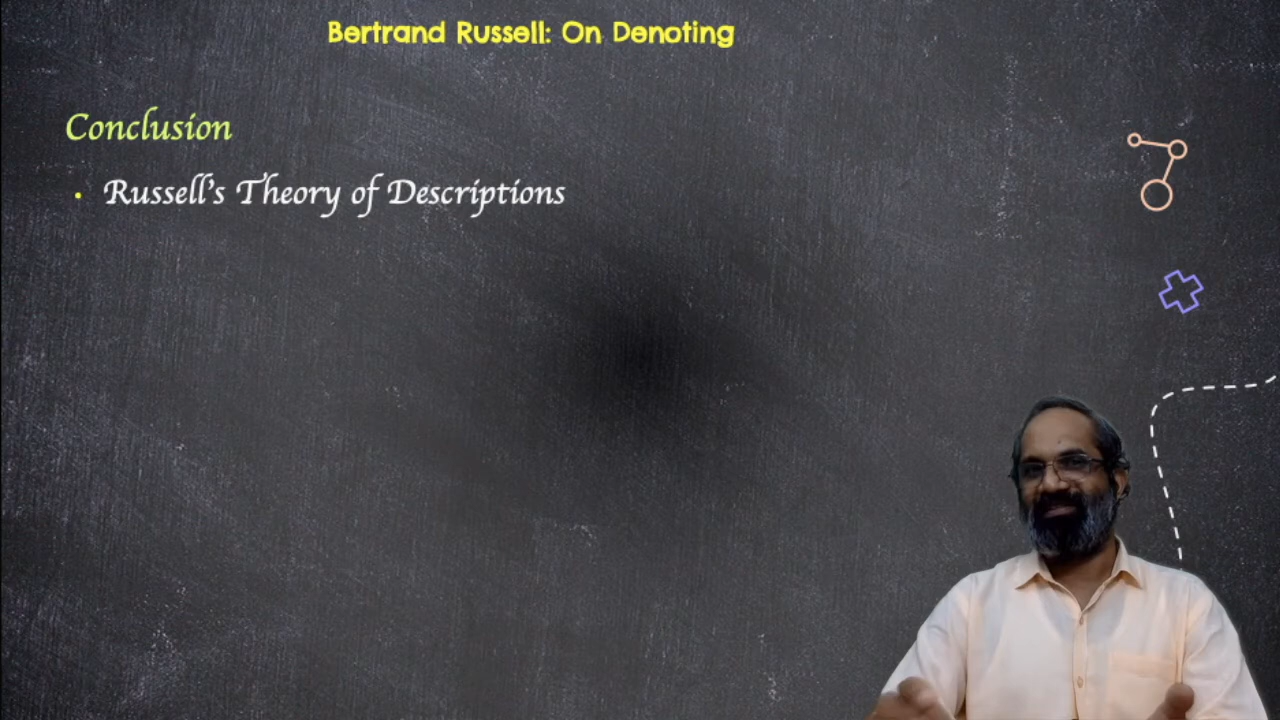 Bertrand Russell: On Denoting
Conclusion
• Russell's Theory of Descriptions